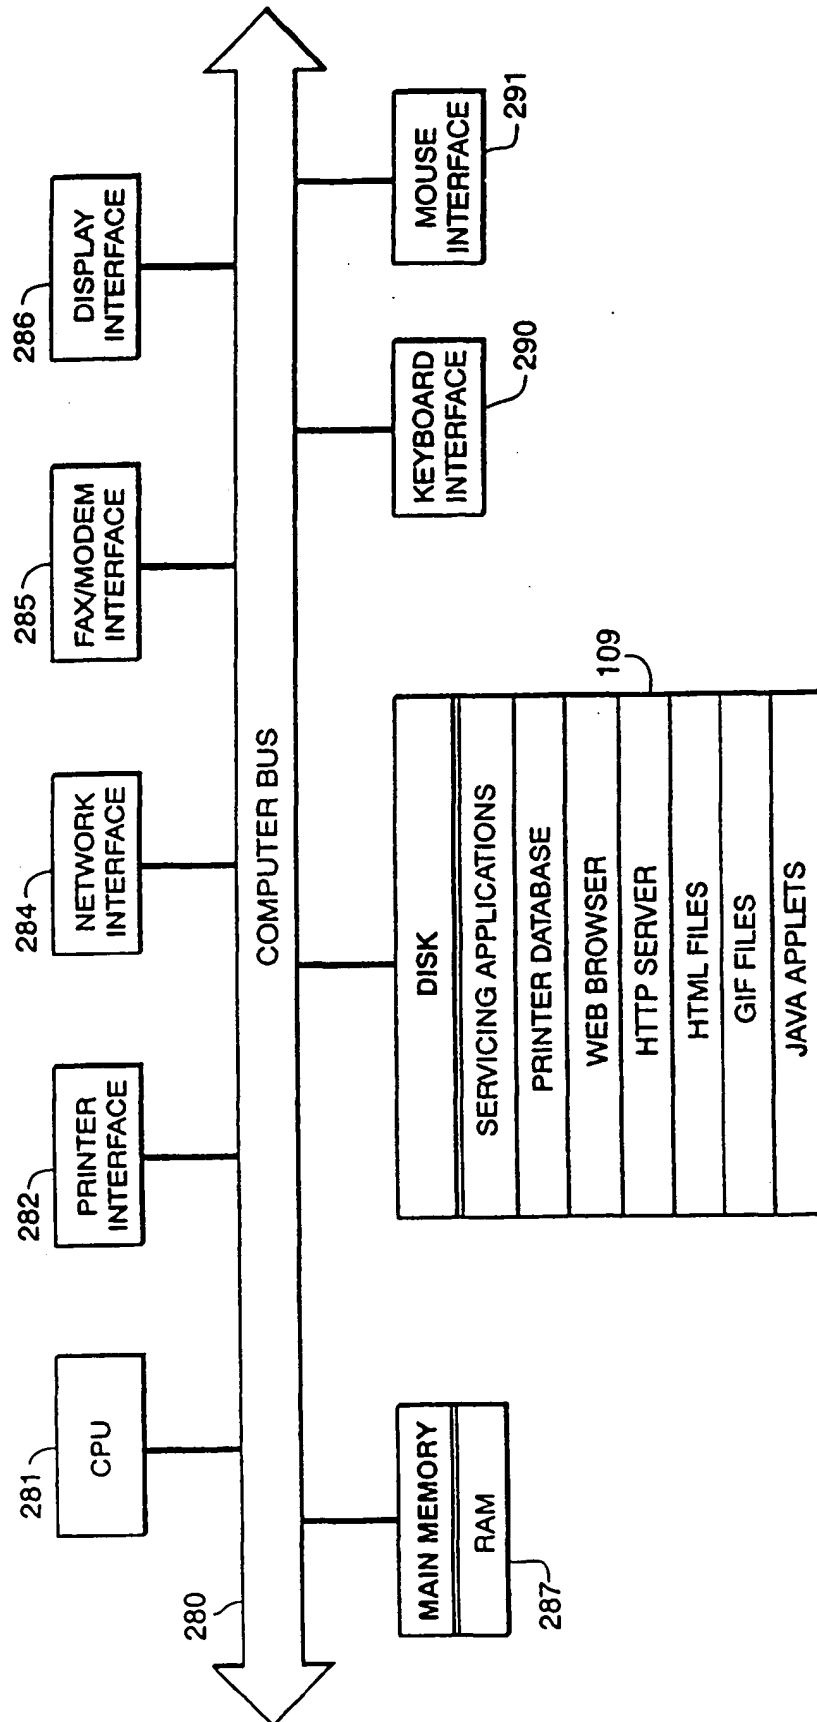 281
CPU
282
PRINTER
INTERFACE
284
NETWORK
INTERFACE
285
FAX/MODEM
INTERFACE
286
DISPLAY
INTERFACE
280
COMPUTER BUS
MAIN MEMORY
RAM
287
DISK
109
SERVICING APPLICATIONS
PRINTER DATABASE
WEB BROWSER
HTTP SERVER
HTML FILES
GIF FILES
JAVA APPLETS
KEYBOARD
INTERFACE
290
MOUSE
INTERFACE
291